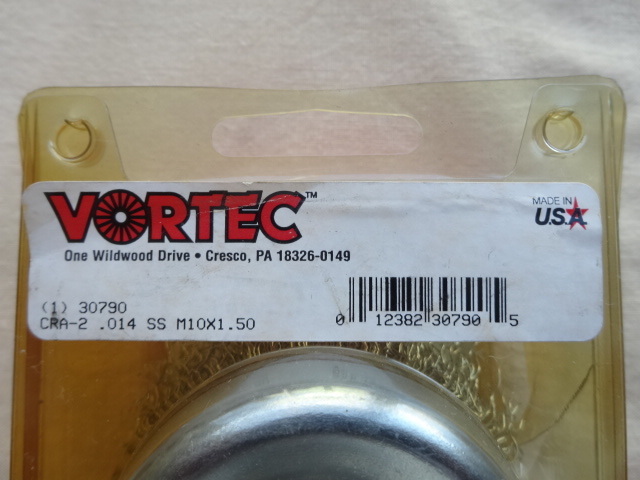 VORTEC™
One Wildwood Drive • Cresco, PA 18326-0149
MADE IN
U.S.A.
(1) 30790
CRA-2 .014 SS M10X1.50
0 12382 30790 5